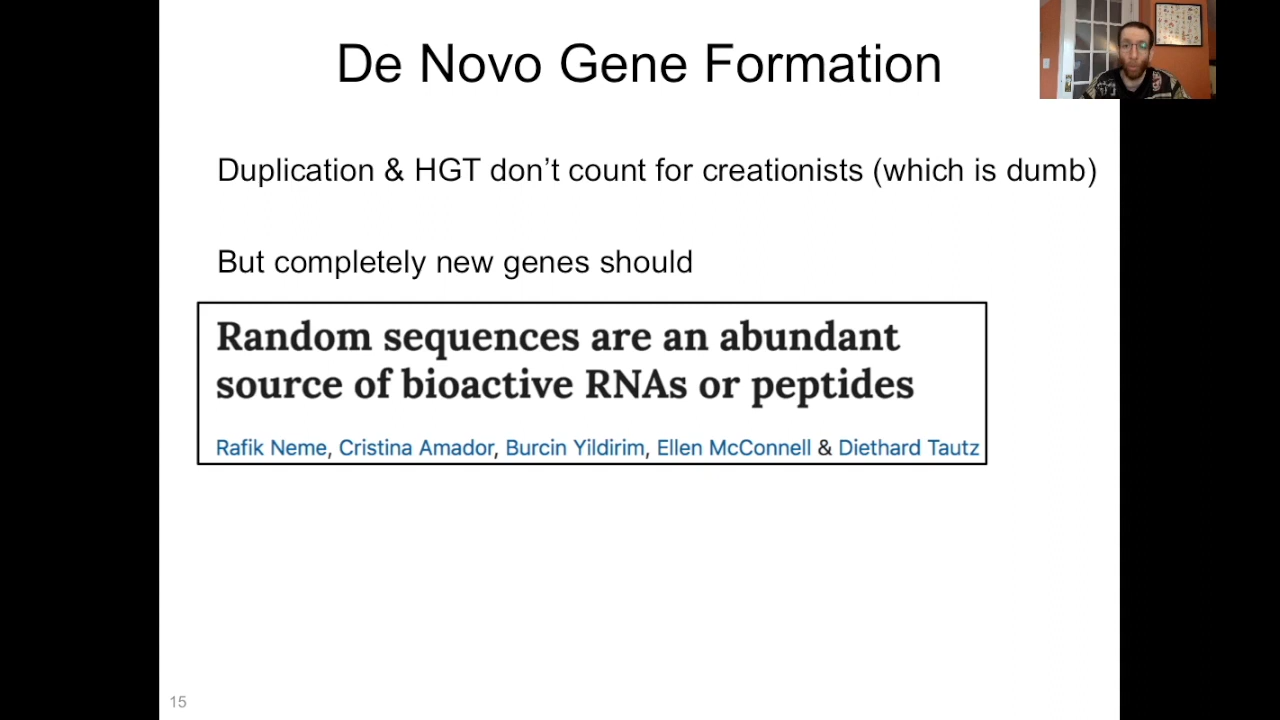 De Novo Gene Formation
Duplication & HGT don’t count for creationists (which is dumb)
But completely new genes should
Random sequences are an abundant
source of bioactive RNAs or peptides
Rafik Neme, Cristina Amador, Burcin Yildirim, Ellen McConnell & Diethard Tautz
15